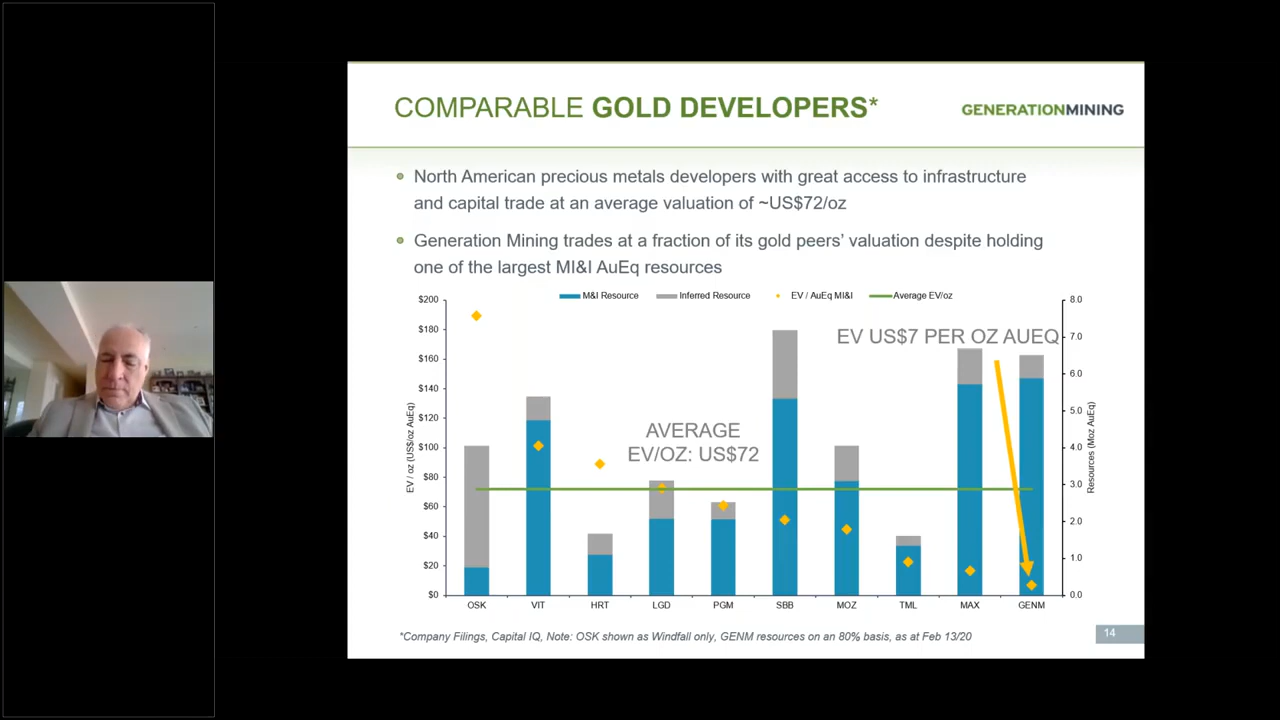 COMPARABLE GOLD DEVELOPERS*
GENERATIONMINING
North American precious metals developers with great access to infrastructure
and capital trade at an average valuation of ~US$72/oz
Generation Mining trades at a fraction of its gold peers' valuation despite holding
one of the largest MI&I AuEq resources
M&I Resource
Inferred Resource
EV / AuEq MI&I
Average EV/oz
$200
$180
$160
$140
$120
$100
$80
$60
$40
$20
$0
EV / oz (US$/oz AuEq)
EV US$7 PER OZ AUEQ
AVERAGE
EV/OZ: US$72
8.0
7.0
6.0
5.0
4.0
3.0
2.0
1.0
0.0
Resources (Moz AuEq)
OSK VIT HRT LGD PGM SBB MOZ TML MAX GENM
*Company Filings, Capital IQ, Note: OSK shown as Windfall only, GENM resources on an 80% basis, as at Feb 13/20
14